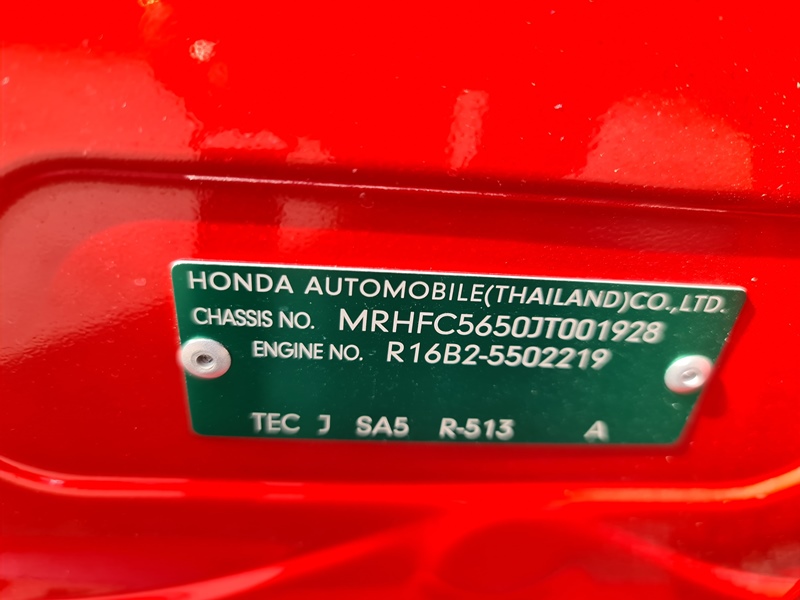 HONDA AUTOMOBILE(THAILAND)CO.,LTD.
CHASSIS NO. MRHFC5650JT001928
ENGINE NO. R16B2-5502219
TEC J SA5 R-513 A